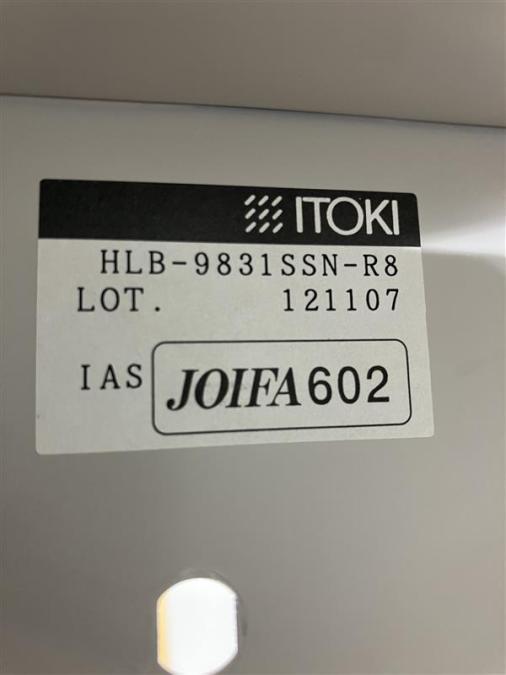 ITOKI
HLB-9831SSN-R8
LOT. 121107
IAS JOIFA602